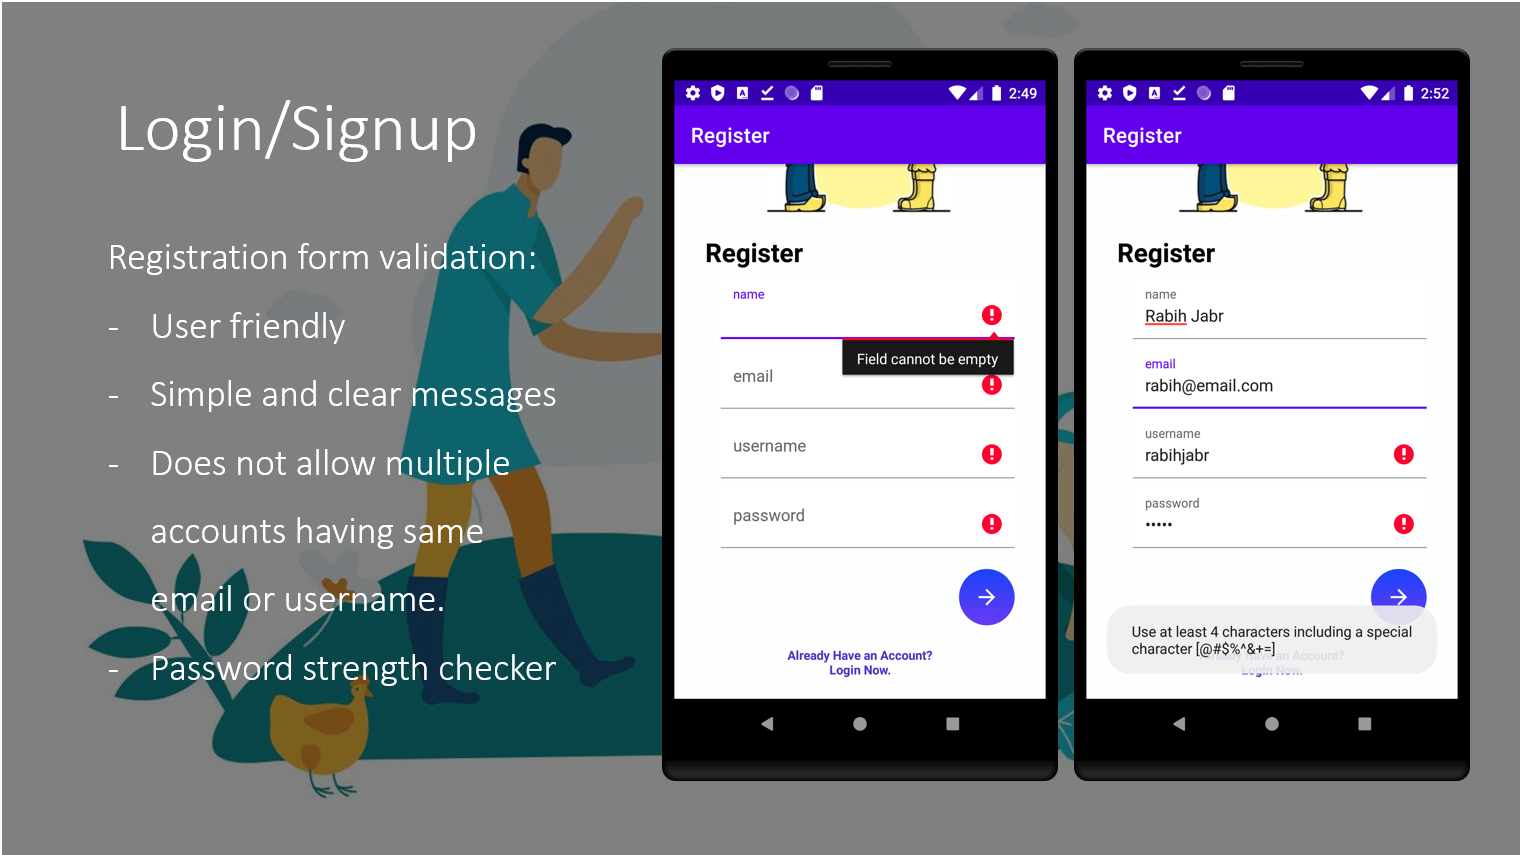 Login/Signup
Registration form validation:
- User friendly
- Simple and clear messages
- Does not allow multiple
accounts having same
email or username.
- Password strength checker
2:49
Register
Register
name
Field cannot be empty
email
username
password
Already Have an Account?
Login Now.
2:52
Register
Register
name
Rabih Jabr
email
rabih@email.com
username
rabihjabr
password
•••••
Use at least 4 characters including a special
character [@#$%^&+=]
Already Have an Account?
Login Now.